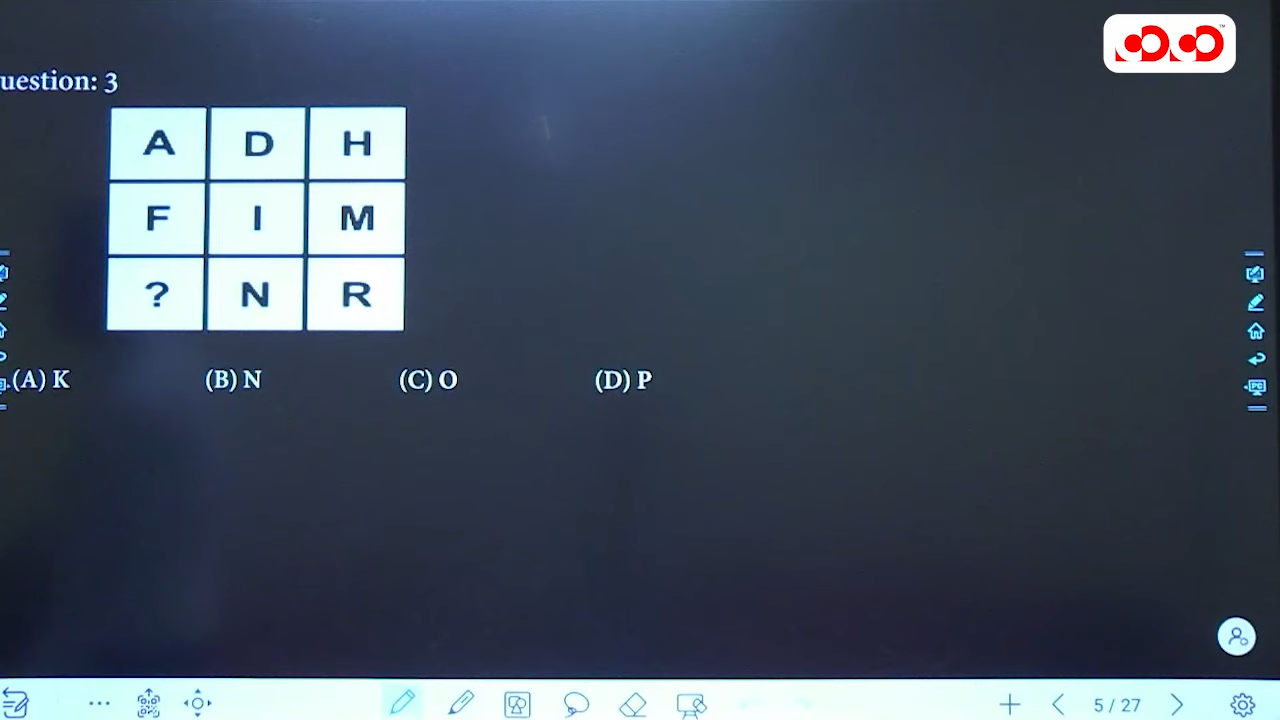 uestion: 3
A D H
F I M
? N R
.(A) K (B) N (C) O (D) P
5 / 27